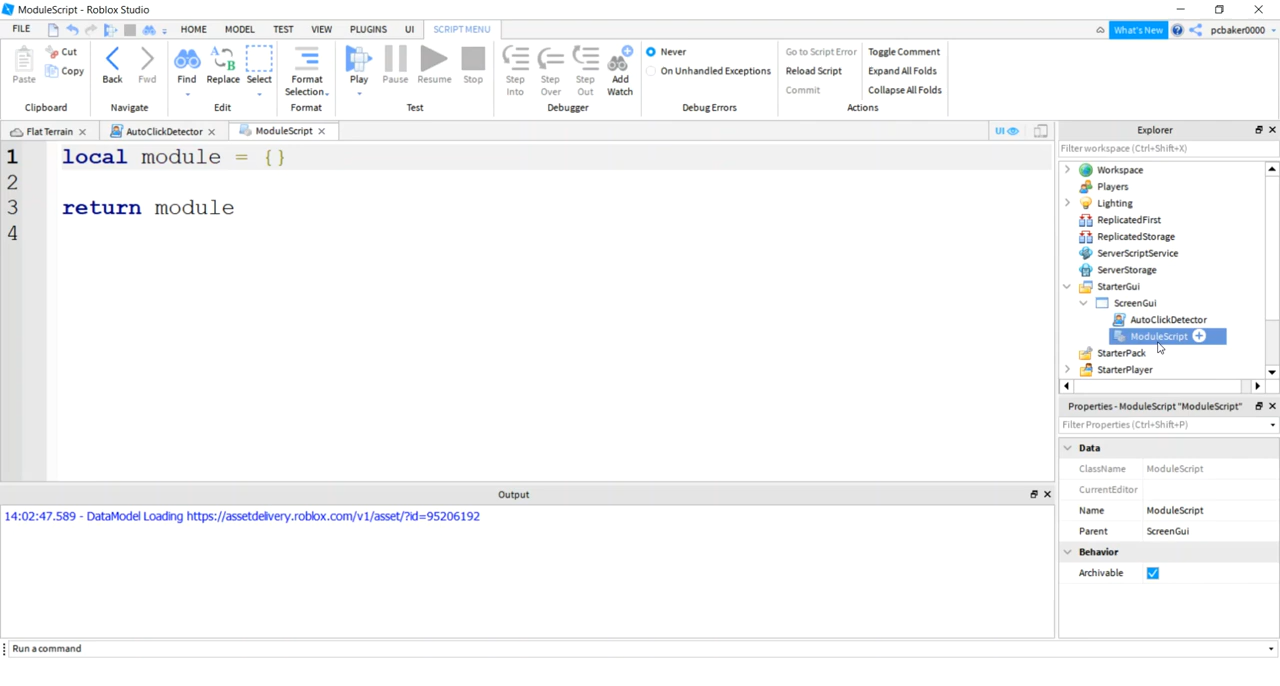 ModuleScript - Roblox Studio
FILE HOME MODEL TEST VIEW PLUGINS UI SCRIPT MENU What's New pcbaker0000
Paste Cut Copy
Clipboard
Back Fwd
Navigate
Find Replace Select
Edit
Format Selection
Format
Play Pause Resume Stop
Test
Step Into Step Over Step Out Add Watch
Debugger
Never
On Unhandled Exceptions
Debug Errors
Go to Script Error Toggle Comment
Reload Script Expand All Folds
Commit Collapse All Folds
Actions
Flat Terrain AutoClickDetector ModuleScript UI
1 local module = {}
2
3 return module
4
Explorer
Filter workspace (Ctrl+Shift+X)
Workspace
Players
Lighting
ReplicatedFirst
ReplicatedStorage
ServerScriptService
ServerStorage
StarterGui
ScreenGui
AutoClickDetector
ModuleScript
StarterPack
StarterPlayer
Properties - ModuleScript "ModuleScript"
Filter Properties (Ctrl+Shift+P)
Data
ClassName ModuleScript
CurrentEditor
Name ModuleScript
Parent ScreenGui
Behavior
Archivable
Output
14:02:47.589 - DataModel Loading https://assetdelivery.roblox.com/v1/asset/?id=95206192
Run a command